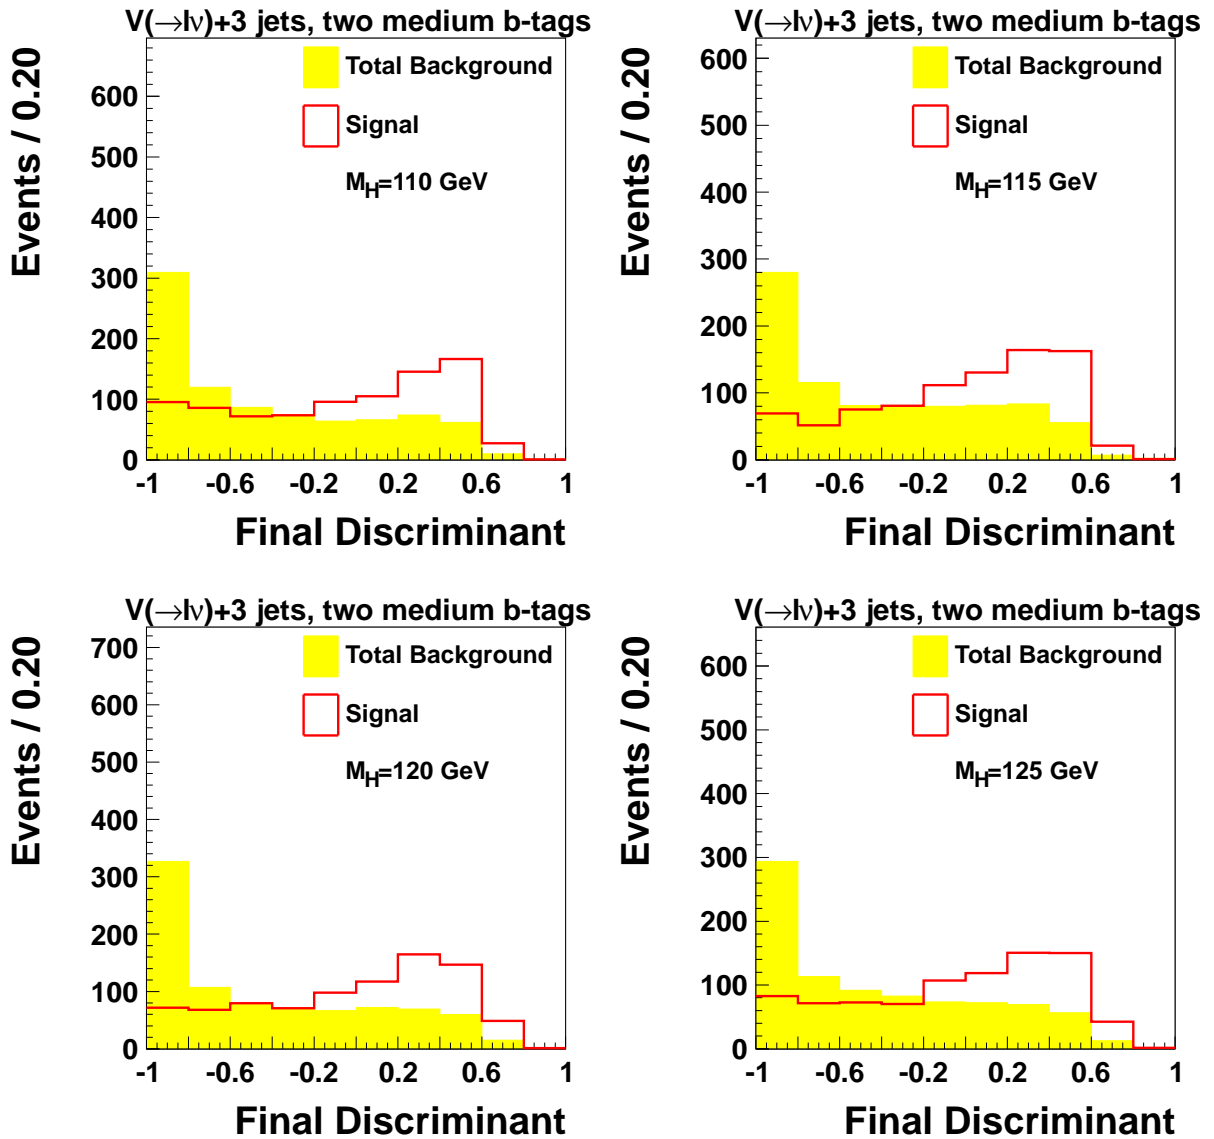 V(→lν)+3 jets, two medium b-tags
Total Background
Signal
M_H=110 GeV
Events / 0.20
600
500
400
300
200
100
0
-1 -0.6 -0.2 0.2 0.6 1
Final Discriminant
V(→lν)+3 jets, two medium b-tags
Total Background
Signal
M_H=115 GeV
Events / 0.20
600
500
400
300
200
100
0
-1 -0.6 -0.2 0.2 0.6 1
Final Discriminant
V(→lν)+3 jets, two medium b-tags
Total Background
Signal
M_H=120 GeV
Events / 0.20
700
600
500
400
300
200
100
0
-1 -0.6 -0.2 0.2 0.6 1
Final Discriminant
V(→lν)+3 jets, two medium b-tags
Total Background
Signal
M_H=125 GeV
Events / 0.20
600
500
400
300
200
100
0
-1 -0.6 -0.2 0.2 0.6 1
Final Discriminant